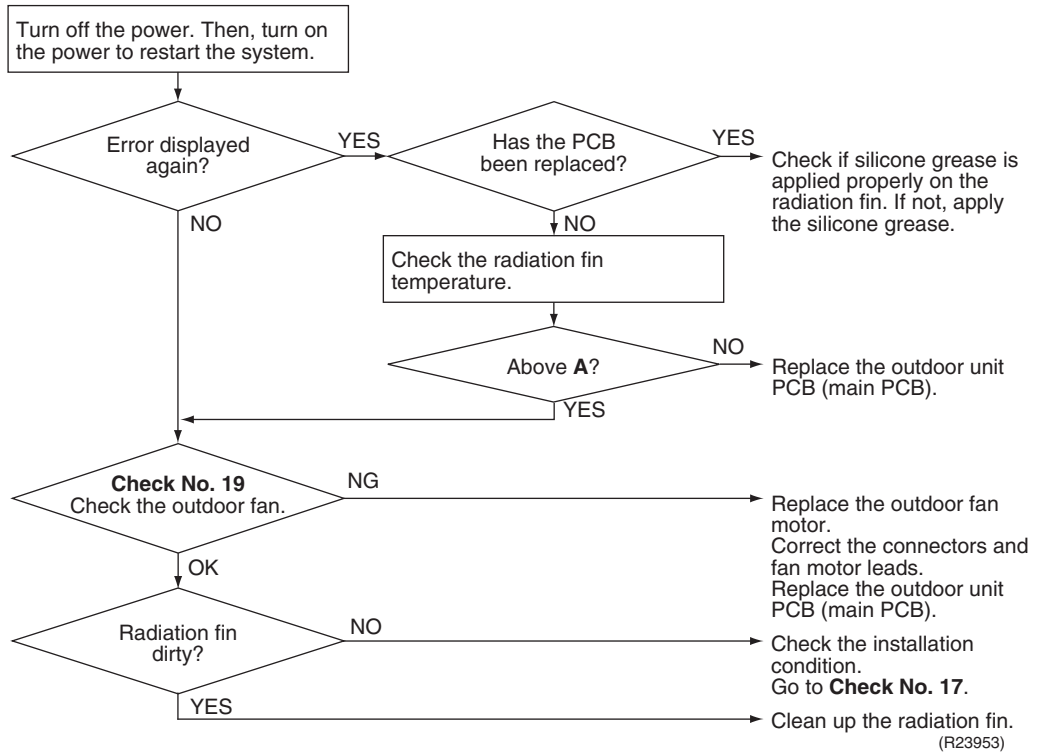 Turn off the power. Then, turn on
the power to restart the system.
Error displayed
again?
YES
Has the PCB
been replaced?
YES
Check if silicone grease is
applied properly on the
radiation fin. If not, apply
the silicone grease.
NO
NO
Check the radiation fin
temperature.
Above A?
NO
Replace the outdoor unit
PCB (main PCB).
YES
Check No. 19
Check the outdoor fan.
NG
Replace the outdoor fan
motor.
Correct the connectors and
fan motor leads.
Replace the outdoor unit
PCB (main PCB).
OK
Radiation fin
dirty?
NO
Check the installation
condition.
Go to Check No. 17.
YES
Clean up the radiation fin.
(R23953)